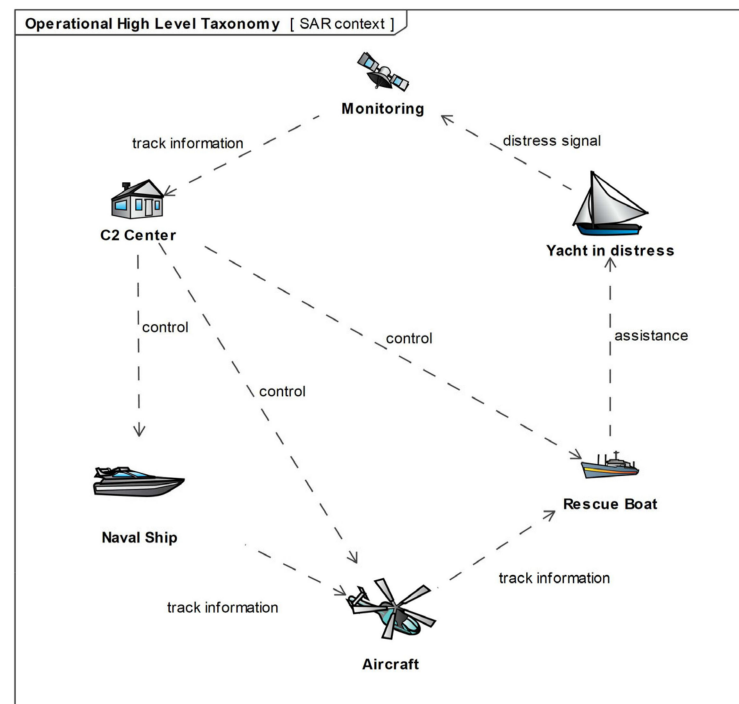 Operational High Level Taxonomy [ SAR context ]
Monitoring
track information
distress signal
C2 Center
Yacht in distress
control
control
assistance
control
Rescue Boat
Naval Ship
track information
track information
Aircraft